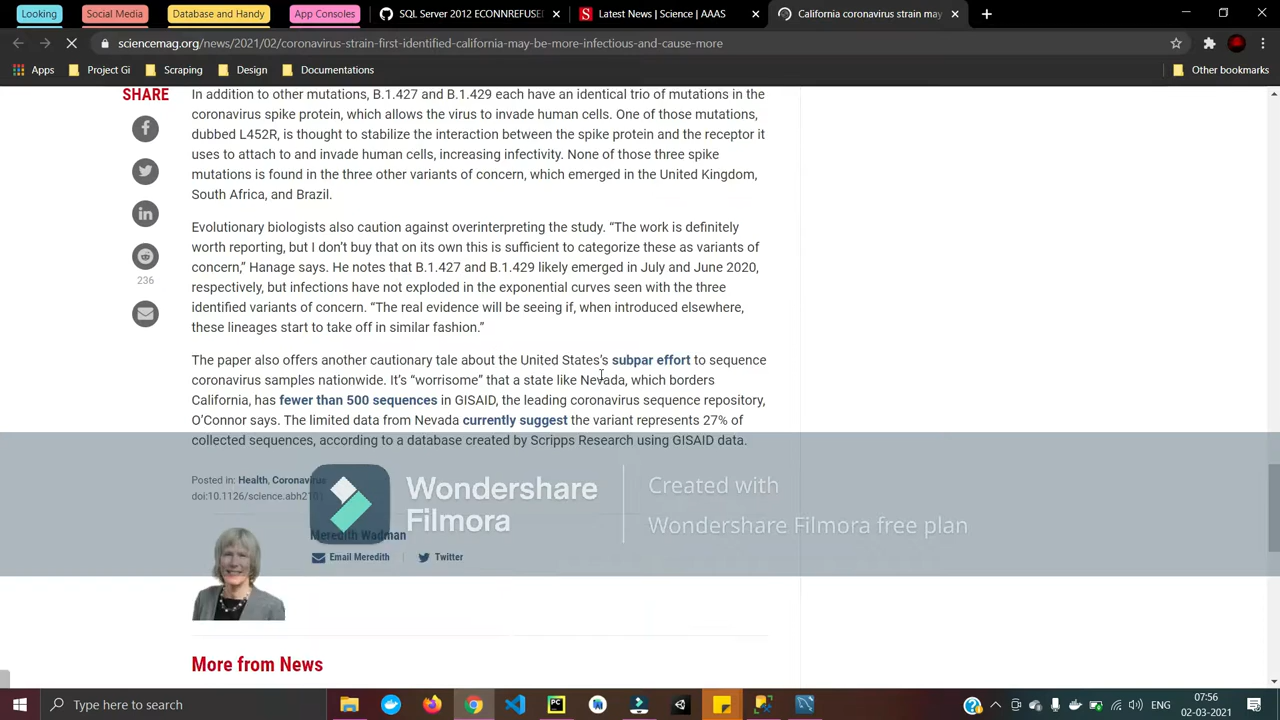 Looking
Social Media
Database and Handy
App Consoles
SQL Server 2012 ECONNREFUSE
Latest News | Science | AAAS
California coronavirus strain may
sciencemag.org/news/2021/02/coronavirus-strain-first-identified-california-may-be-more-infectious-and-cause-more
Apps
Project Gi
Scraping
Design
Documentations
Other bookmarks
SHARE
236
In addition to other mutations, B.1.427 and B.1.429 each have an identical trio of mutations in the
coronavirus spike protein, which allows the virus to invade human cells. One of those mutations,
dubbed L452R, is thought to stabilize the interaction between the spike protein and the receptor it
uses to attach to and invade human cells, increasing infectivity. None of those three spike
mutations is found in the three other variants of concern, which emerged in the United Kingdom,
South Africa, and Brazil.
Evolutionary biologists also caution against overinterpreting the study. “The work is definitely
worth reporting, but I don’t buy that on its own this is sufficient to categorize these as variants of
concern,” Hanage says. He notes that B.1.427 and B.1.429 likely emerged in July and June 2020,
respectively, but infections have not exploded in the exponential curves seen with the three
identified variants of concern. “The real evidence will be seeing if, when introduced elsewhere,
these lineages start to take off in similar fashion.”
The paper also offers another cautionary tale about the United States’s subpar effort to sequence
coronavirus samples nationwide. It’s “worrisome” that a state like Nevada, which borders
California, has fewer than 500 sequences in GISAID, the leading coronavirus sequence repository,
O’Connor says. The limited data from Nevada currently suggest the variant represents 27% of
collected sequences, according to a database created by Scripps Research using GISAID data.
Posted in: Health, Coronavirus
Wondershare
Filmora
Created with
Wondershare Filmora free plan
Meredith Wadman
Email Meredith
Twitter
More from News
Type here to search
ENG
07:56
02-03-2021